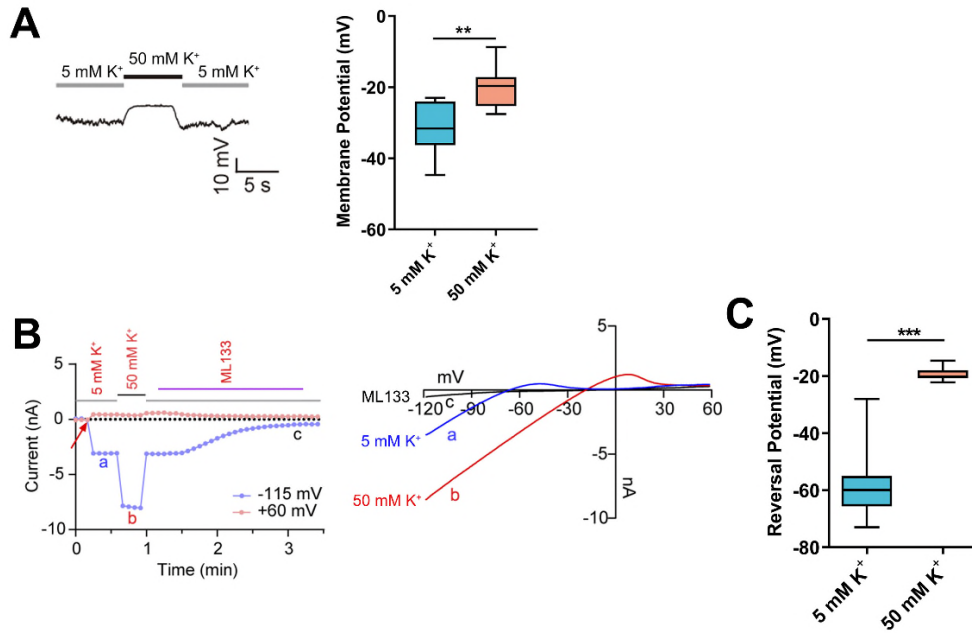 A
50 mM K+
5 mM K+ 5 mM K+
10 mV
5 s
Membrane Potential (mV)
-0
-20
-40
-60
**
5 mM K+
50 mM K+
B
5 mM K+
50 mM K+
ML133
Current (nA)
5
0
-5
-10
a
b
c
-115 mV
+60 mV
0 1 2 3
Time (min)
5
mV
ML133
c
-120 -90 -60 -30 30 60
5 mM K+
a
-5
nA
50 mM K+
b
-10
C
Reversal Potential (mV)
0
-20
-40
-60
-80
***
5 mM K+
50 mM K+